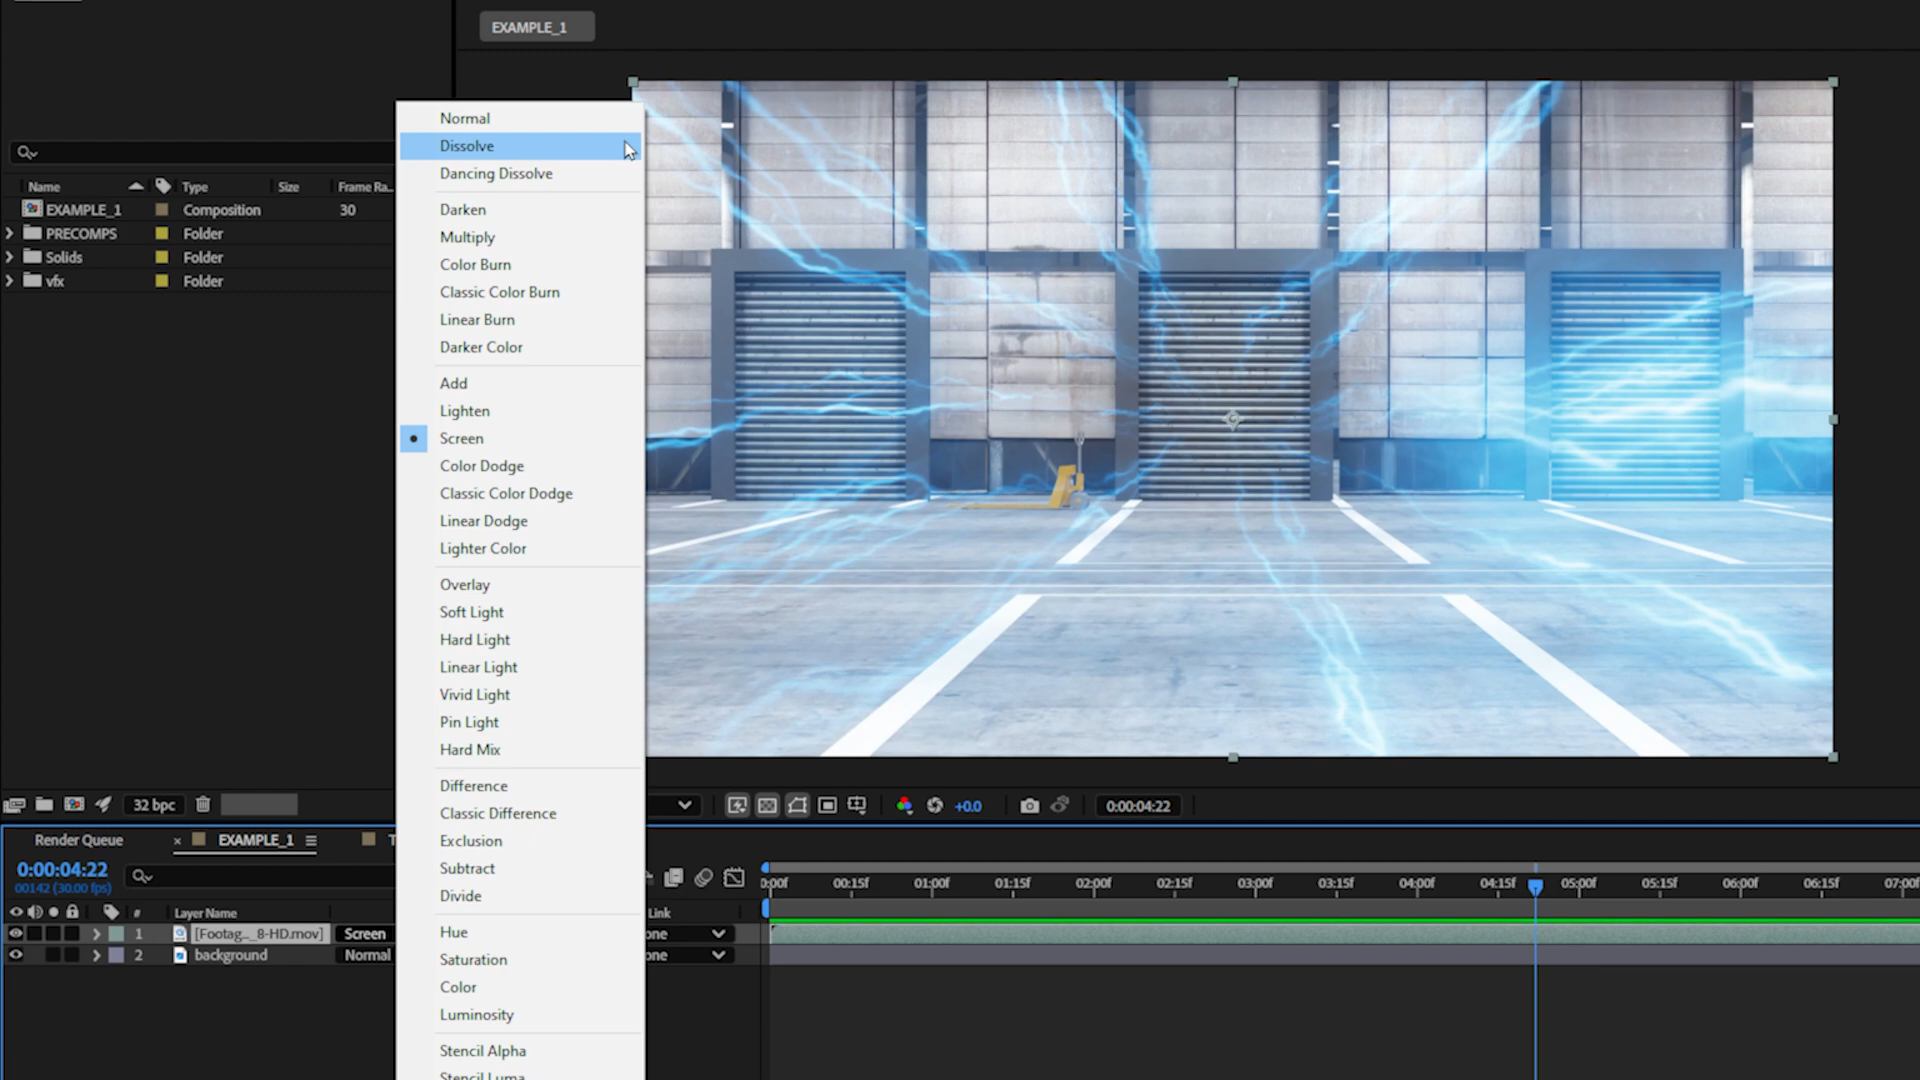 EXAMPLE_1
Name Type Size Frame Ra...
EXAMPLE_1 Composition 30
PRECOMPS Folder
Solids Folder
vfx Folder
Normal
Dissolve
Dancing Dissolve
Darken
Multiply
Color Burn
Classic Color Burn
Linear Burn
Darker Color
Add
Lighten
Screen
Color Dodge
Classic Color Dodge
Linear Dodge
Lighter Color
Overlay
Soft Light
Hard Light
Linear Light
Vivid Light
Pin Light
Hard Mix
Difference
Classic Difference
Exclusion
Subtract
Divide
Hue
Saturation
Color
Luminosity
Stencil Alpha
Stencil Luma
32 bpc
+0.0 0:00:04:22
Render Queue × EXAMPLE_1 T
0:00:04:22
00142 (30.00 fps)
0:00f 00:15f 01:00f 01:15f 02:00f 02:15f 03:00f 03:15f 04:00f 04:15f 05:00f 05:15f 06:00f 06:15f 07:00f
# Layer Name Link
1 [Footag..._8-HD.mov] Screen one
2 background Normal one